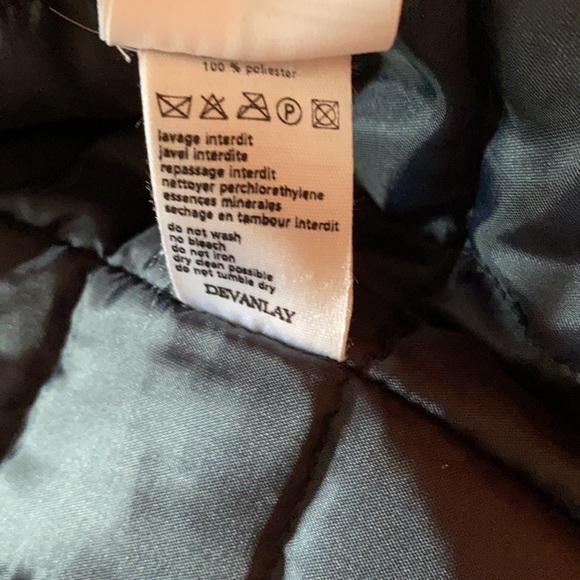 100 % poliester
P
lavage interdit
javel interdite
repassage interdit
nettoyer perchlorethylene
essences minerales
sechage en tambour interdit
do not wash
no bleach
do not iron
dry clean possible
do not tumble dry
DEVANLAY